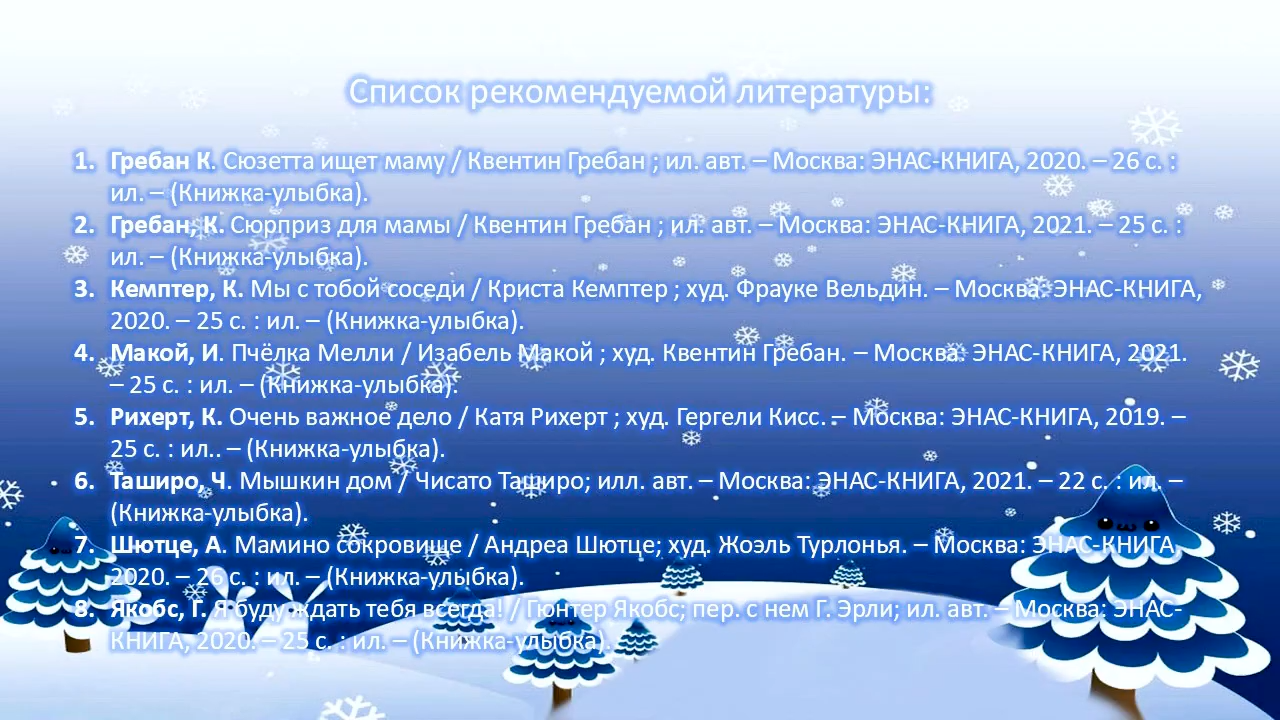 Список рекомендуемой литературы:
1. Гребан К. Сюзетта ищет маму / Квентин Гребан ; ил. авт. – Москва: ЭНАС-КНИГА, 2020. – 26 с. :
ил. – (Книжка-улыбка).
2. Гребан, К. Сюрприз для мамы / Квентин Гребан ; ил. авт. – Москва: ЭНАС-КНИГА, 2021. – 25 с. :
ил. – (Книжка-улыбка).
3. Кемптер, К. Мы с тобой соседи / Криста Кемптер ; худ. Фрауке Вельдин. – Москва: ЭНАС-КНИГА,
2020. – 25 с. : ил. – (Книжка-улыбка).
4. Макой, И. Пчёлка Мелли / Изабель Макой ; худ. Квентин Гребан. – Москва: ЭНАС-КНИГА, 2021.
– 25 с. : ил. – (Книжка-улыбка).
5. Рихерт, К. Очень важное дело / Катя Рихерт ; худ. Гергели Кисс. – Москва: ЭНАС-КНИГА, 2019. –
25 с. : ил.. – (Книжка-улыбка).
6. Таширо, Ч. Мышкин дом / Чисато Таширо; илл. авт. – Москва: ЭНАС-КНИГА, 2021. – 22 с. : ил. –
(Книжка-улыбка).
7. Шютце, А. Мамино сокровище / Андреа Шютце; худ. Жоэль Турлонья. – Москва: ЭНАС-КНИГА,
2020. – 26 с. : ил. – (Книжка-улыбка).
8. Якобс, Г. Я буду ждать тебя всегда! / Гюнтер Якобс; пер. с нем Г. Эрли; ил. авт. – Москва: ЭНАС-
КНИГА, 2020. – 25 с. : ил. – (Книжка-улыбка).